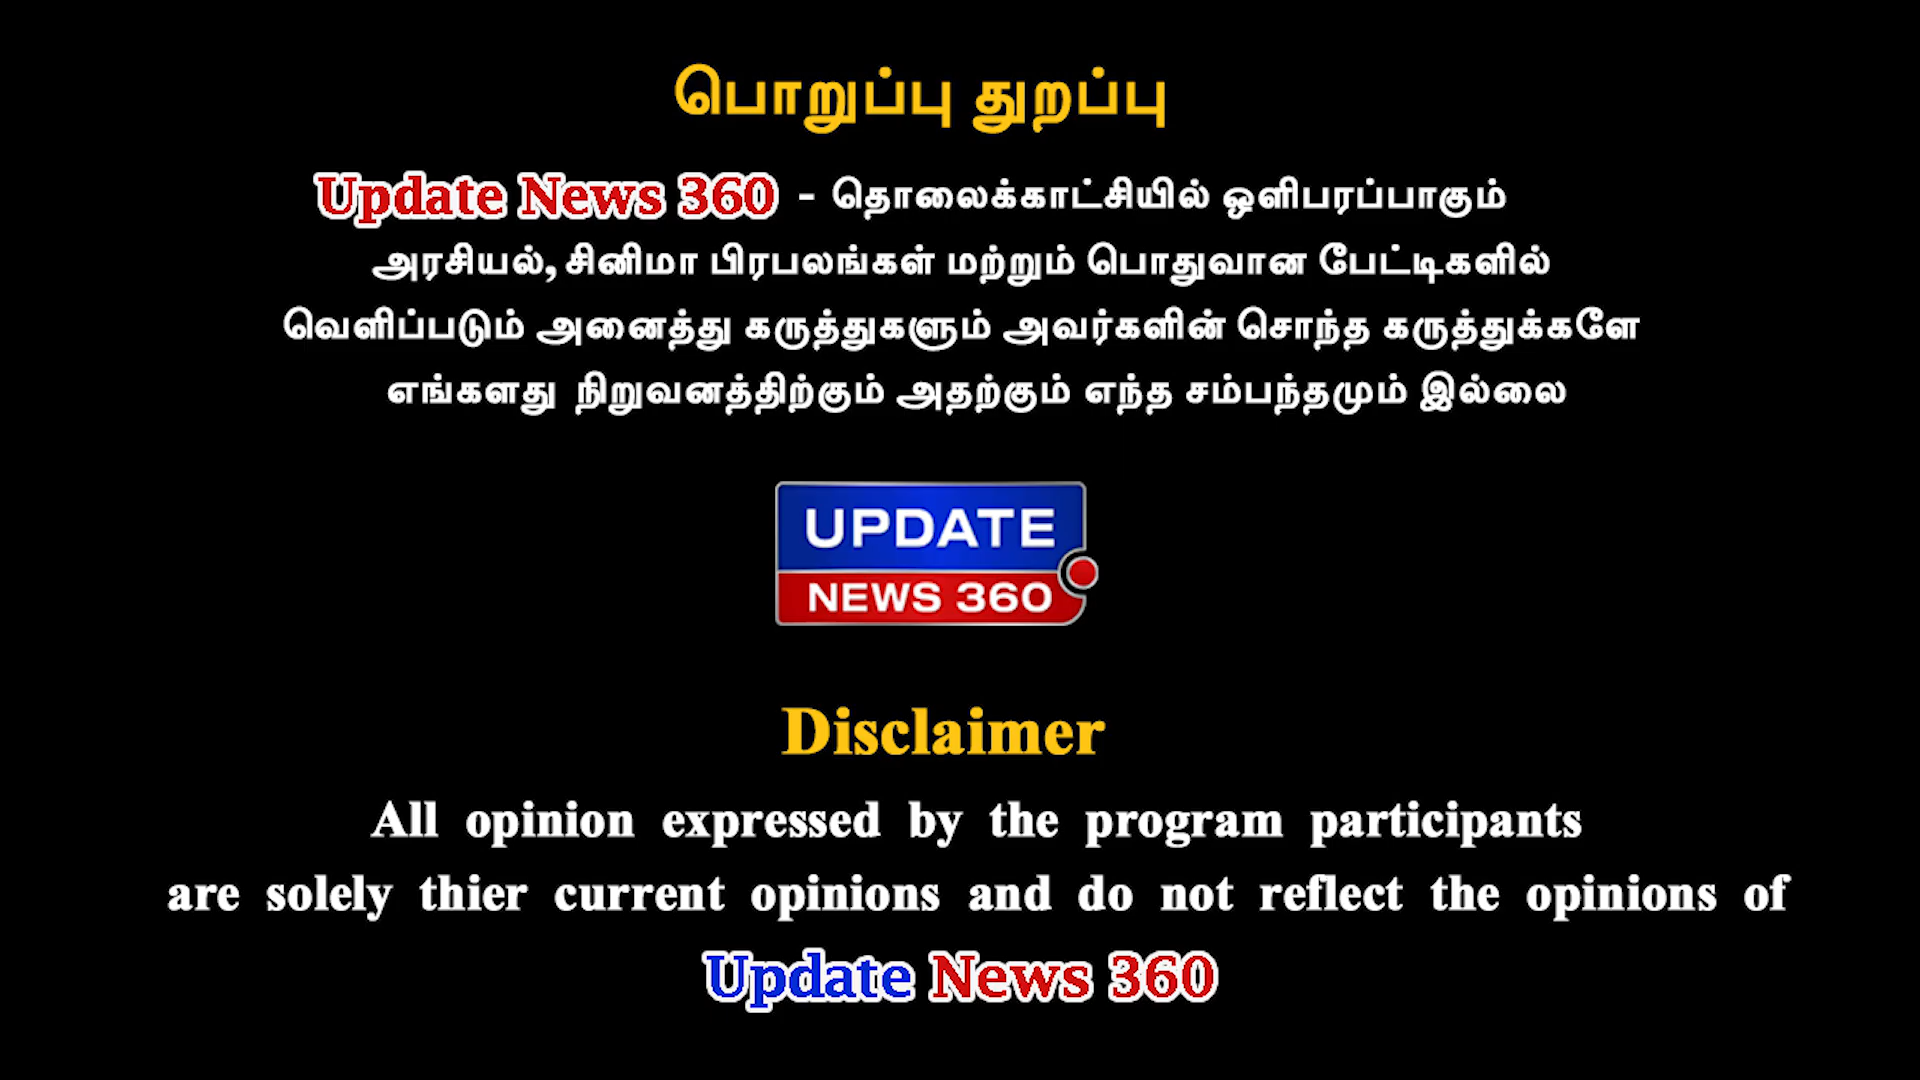 பொறுப்பு துறப்பு
Update News 360 - தொலைக்காட்சியில் ஒளிபரப்பாகும்
அரசியல், சினிமா பிரபலங்கள் மற்றும் பொதுவான பேட்டிகளில்
வெளிப்படும் அனைத்து கருத்துகளும் அவர்களின் சொந்த கருத்துக்களே
எங்களது நிறுவனத்திற்கும் அதற்கும் எந்த சம்பந்தமும் இல்லை
UPDATE
NEWS 360
Disclaimer
All opinion expressed by the program participants
are solely thier current opinions and do not reflect the opinions of
Update News 360